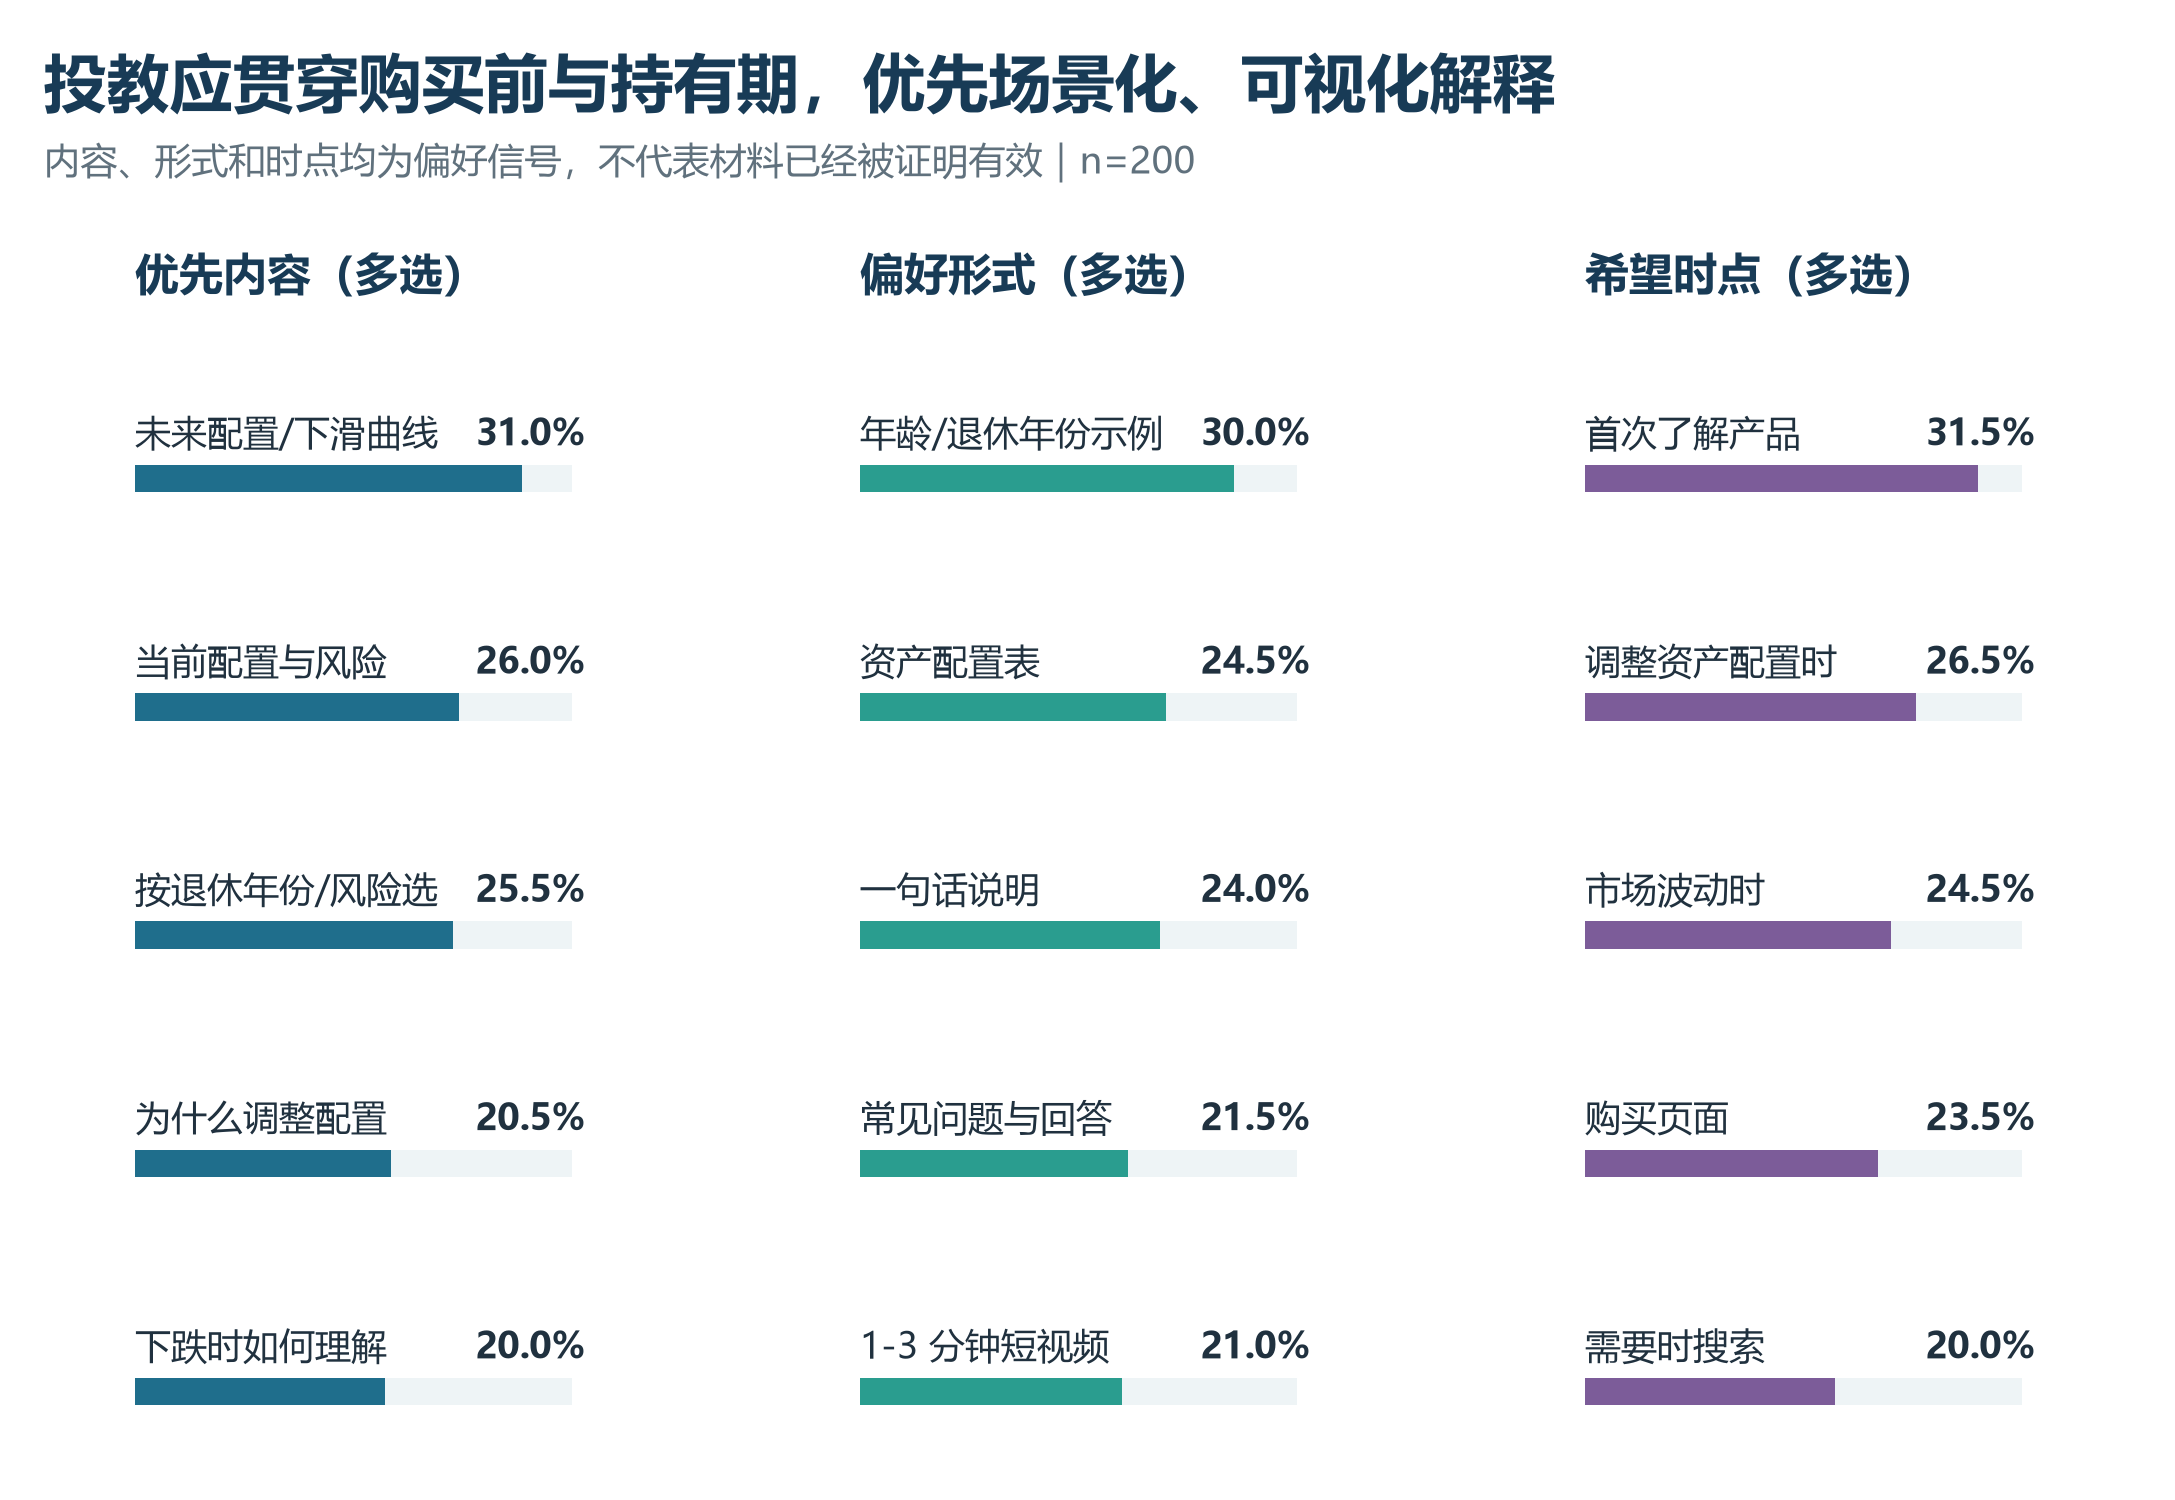 投教应贯穿购买前与持有期，优先场景化、可视化解释
内容、形式和时点均为偏好信号，不代表材料已经被证明有效｜n=200
优先内容（多选）
未来配置/下滑曲线 31.0%
当前配置与风险 26.0%
按退休年份/风险选 25.5%
为什么调整配置 20.5%
下跌时如何理解 20.0%
偏好形式（多选）
年龄/退休年份示例 30.0%
资产配置表 24.5%
一句话说明 24.0%
常见问题与回答 21.5%
1-3 分钟短视频 21.0%
希望时点（多选）
首次了解产品 31.5%
调整资产配置时 26.5%
市场波动时 24.5%
购买页面 23.5%
需要时搜索 20.0%